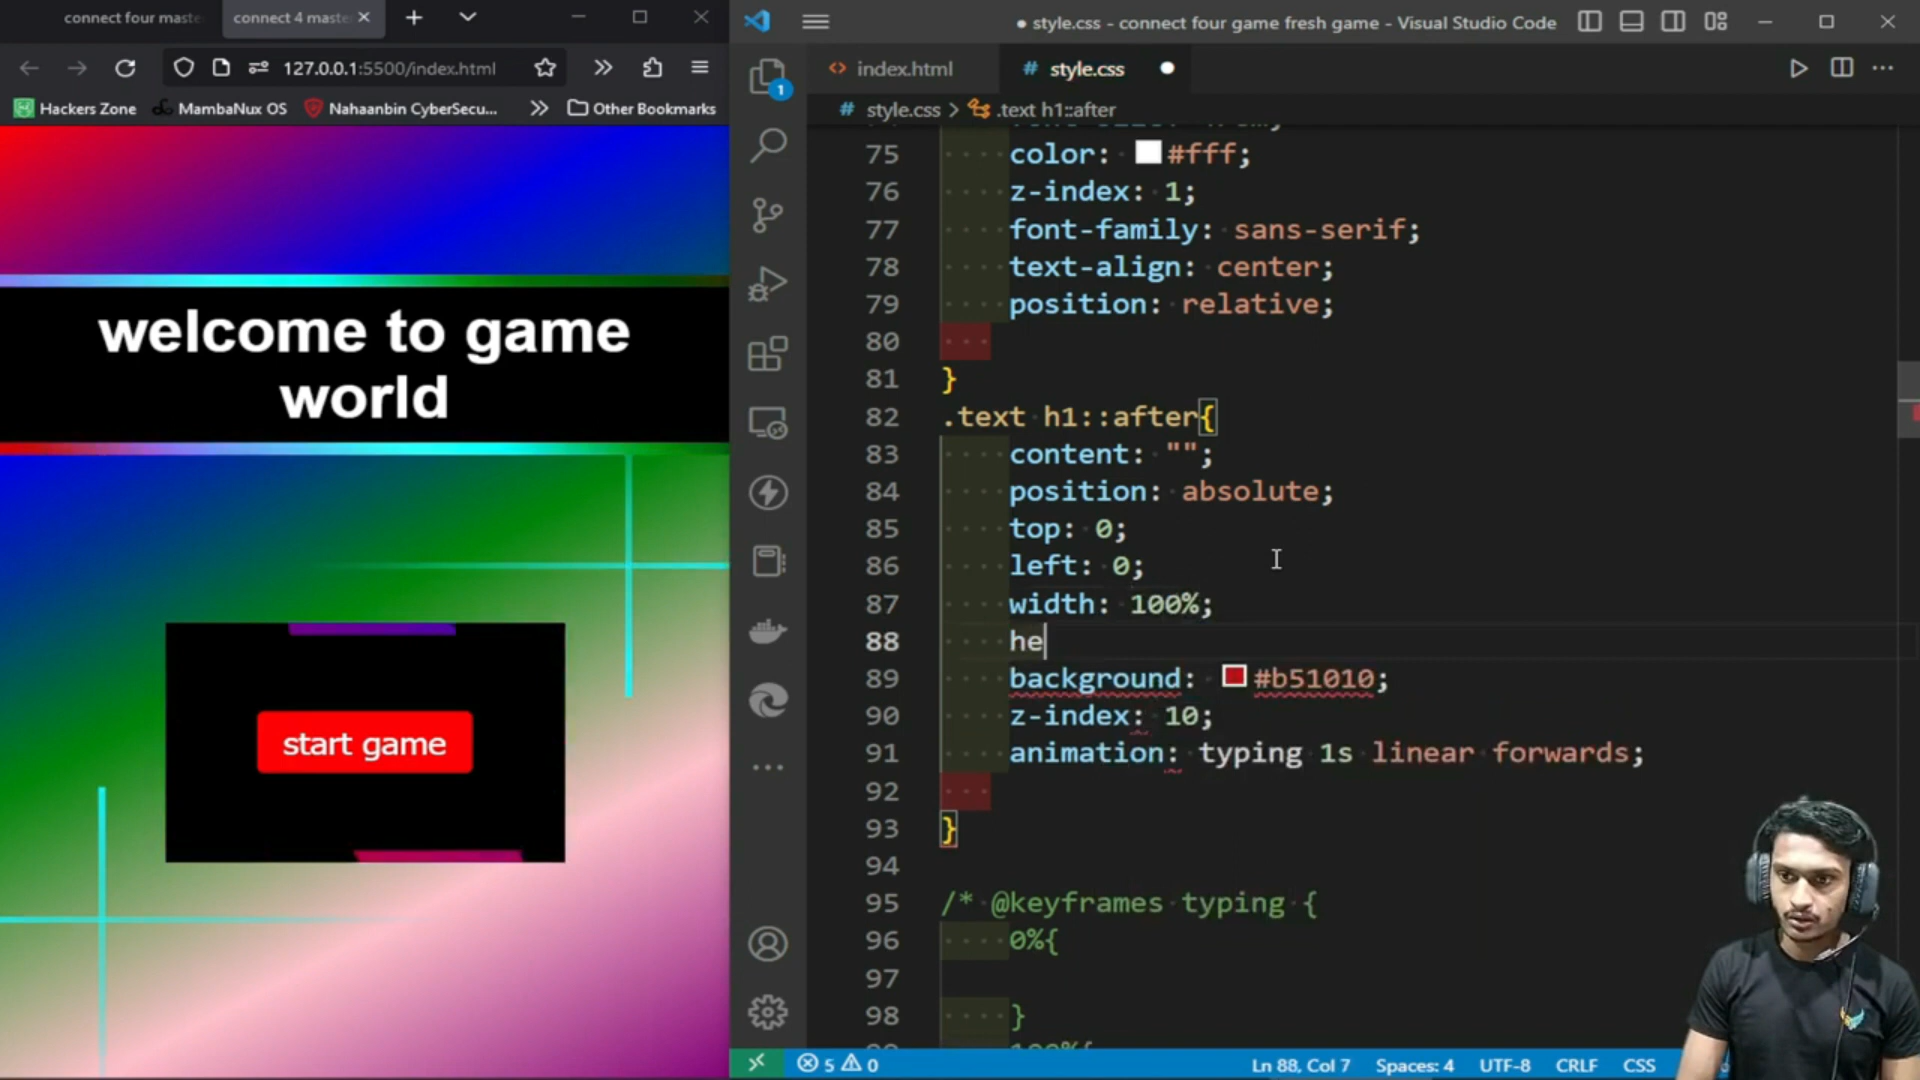 connect four maste
connect 4 maste
127.0.0.1:5500/index.html
Hackers Zone
MambaNux OS
Nahaanbin CyberSecu...
Other Bookmarks
welcome to game
world
start game
● style.css - connect four game fresh game - Visual Studio Code
index.html
# style.css ●
# style.css > .text h1::after
1
75 color: #fff;
76 z-index: 1;
77 font-family: sans-serif;
78 text-align: center;
79 position: relative;
80
81 }
82 .text h1::after{
83 content: "";
84 position: absolute;
85 top: 0;
86 left: 0;
87 width: 100%;
88 he
89 background: #b51010;
90 z-index: 10;
91 animation: typing 1s linear forwards;
92
93 }
94
95 /* @keyframes typing {
96 0%{
97
98 }
100%{
5 0
Ln 88, Col 7
Spaces: 4
UTF-8
CRLF
CSS